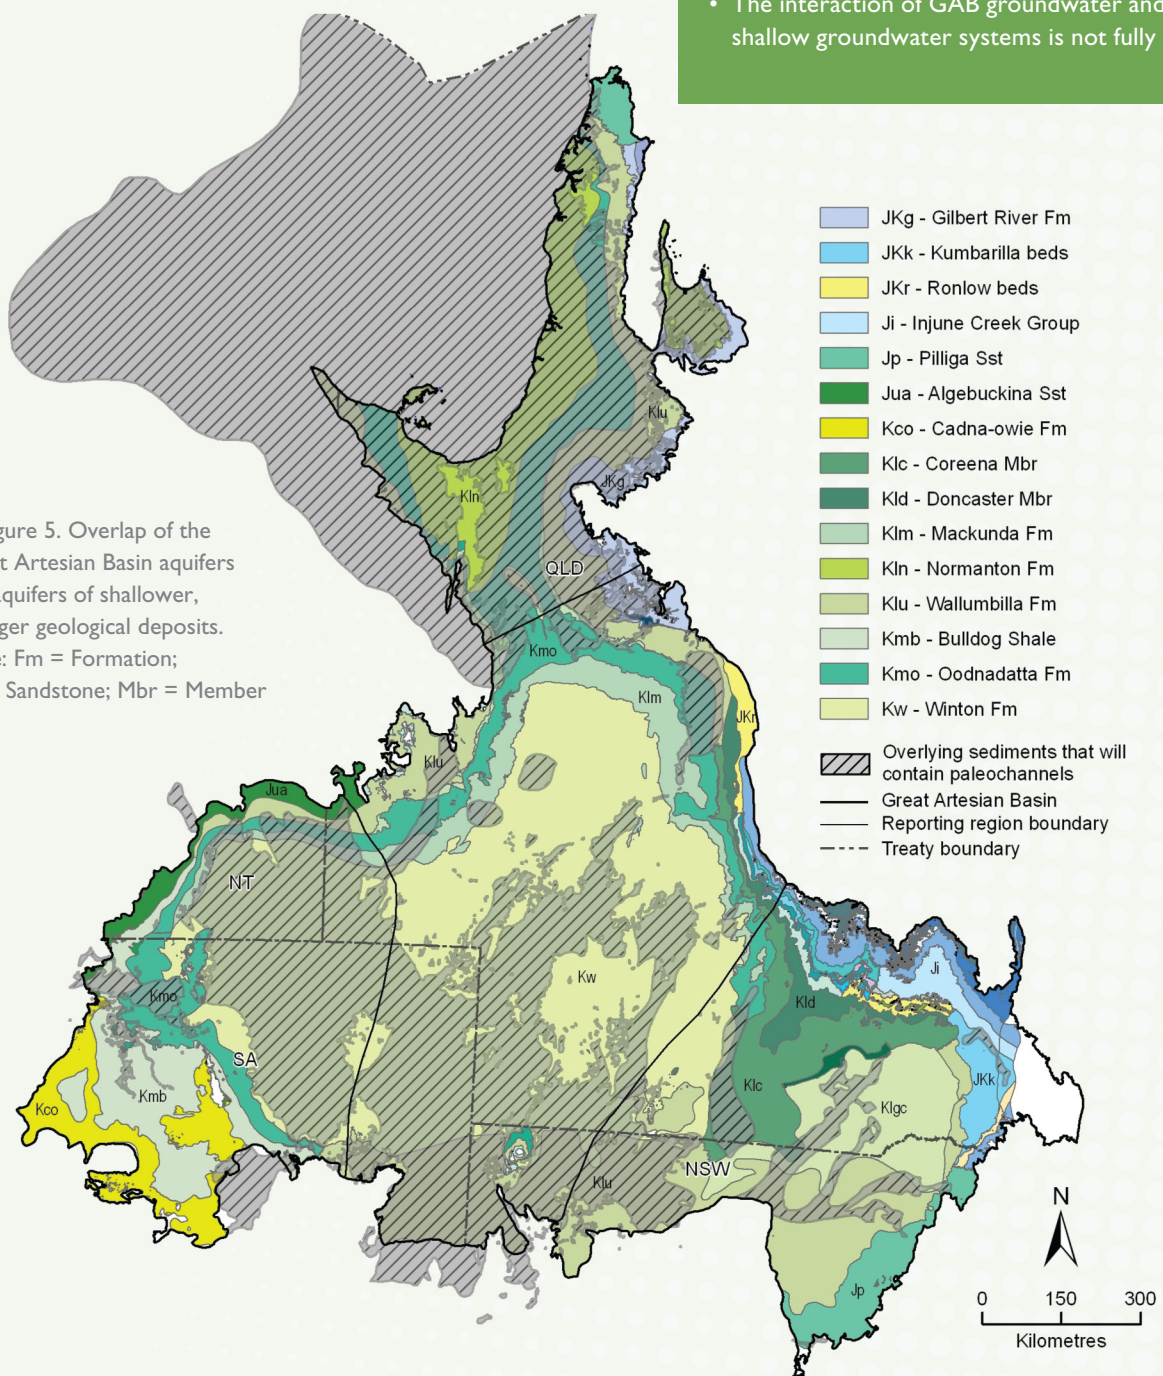 • The interaction of GAB groundwater and
shallow groundwater systems is not fully
JKg - Gilbert River Fm
JKk - Kumbarilla beds
JKr - Ronlow beds
Ji - Injune Creek Group
Jp - Pilliga Sst
Jua - Algebuckina Sst
Kco - Cadna-owie Fm
Klc - Coreena Mbr
Kld - Doncaster Mbr
Klm - Mackunda Fm
Kln - Normanton Fm
Klu - Wallumbilla Fm
Kmb - Bulldog Shale
Kmo - Oodnadatta Fm
Kw - Winton Fm
Overlying sediments that will
contain paleochannels
Great Artesian Basin
Reporting region boundary
Treaty boundary
gure 5. Overlap of the
t Artesian Basin aquifers
quifers of shallower,
ger geological deposits.
e: Fm = Formation;
Sandstone; Mbr = Member
Klu
JKg
Kln
QLD
Kmo
Klm
JKr
Klu
Jua
NT
Kw
Ji
Kmo
Kld
SA
Klc
JKk
Kmb
Kco
Klgc
NSW
Klu
Jp
N
0 150 300
Kilometres